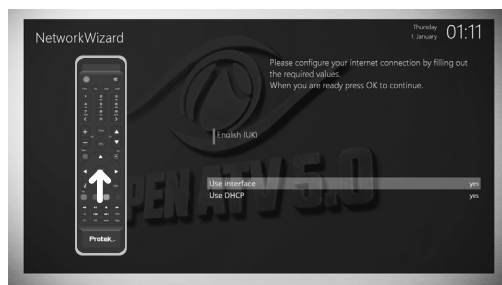 NetworkWizard
Thursday
1 January
01:11
Please configure your internet connection by filling out
the required values.
When you are ready press OK to continue.
English (UK)
Use interface yes
Use DHCP yes
OPEN ATV 5.0
Protek